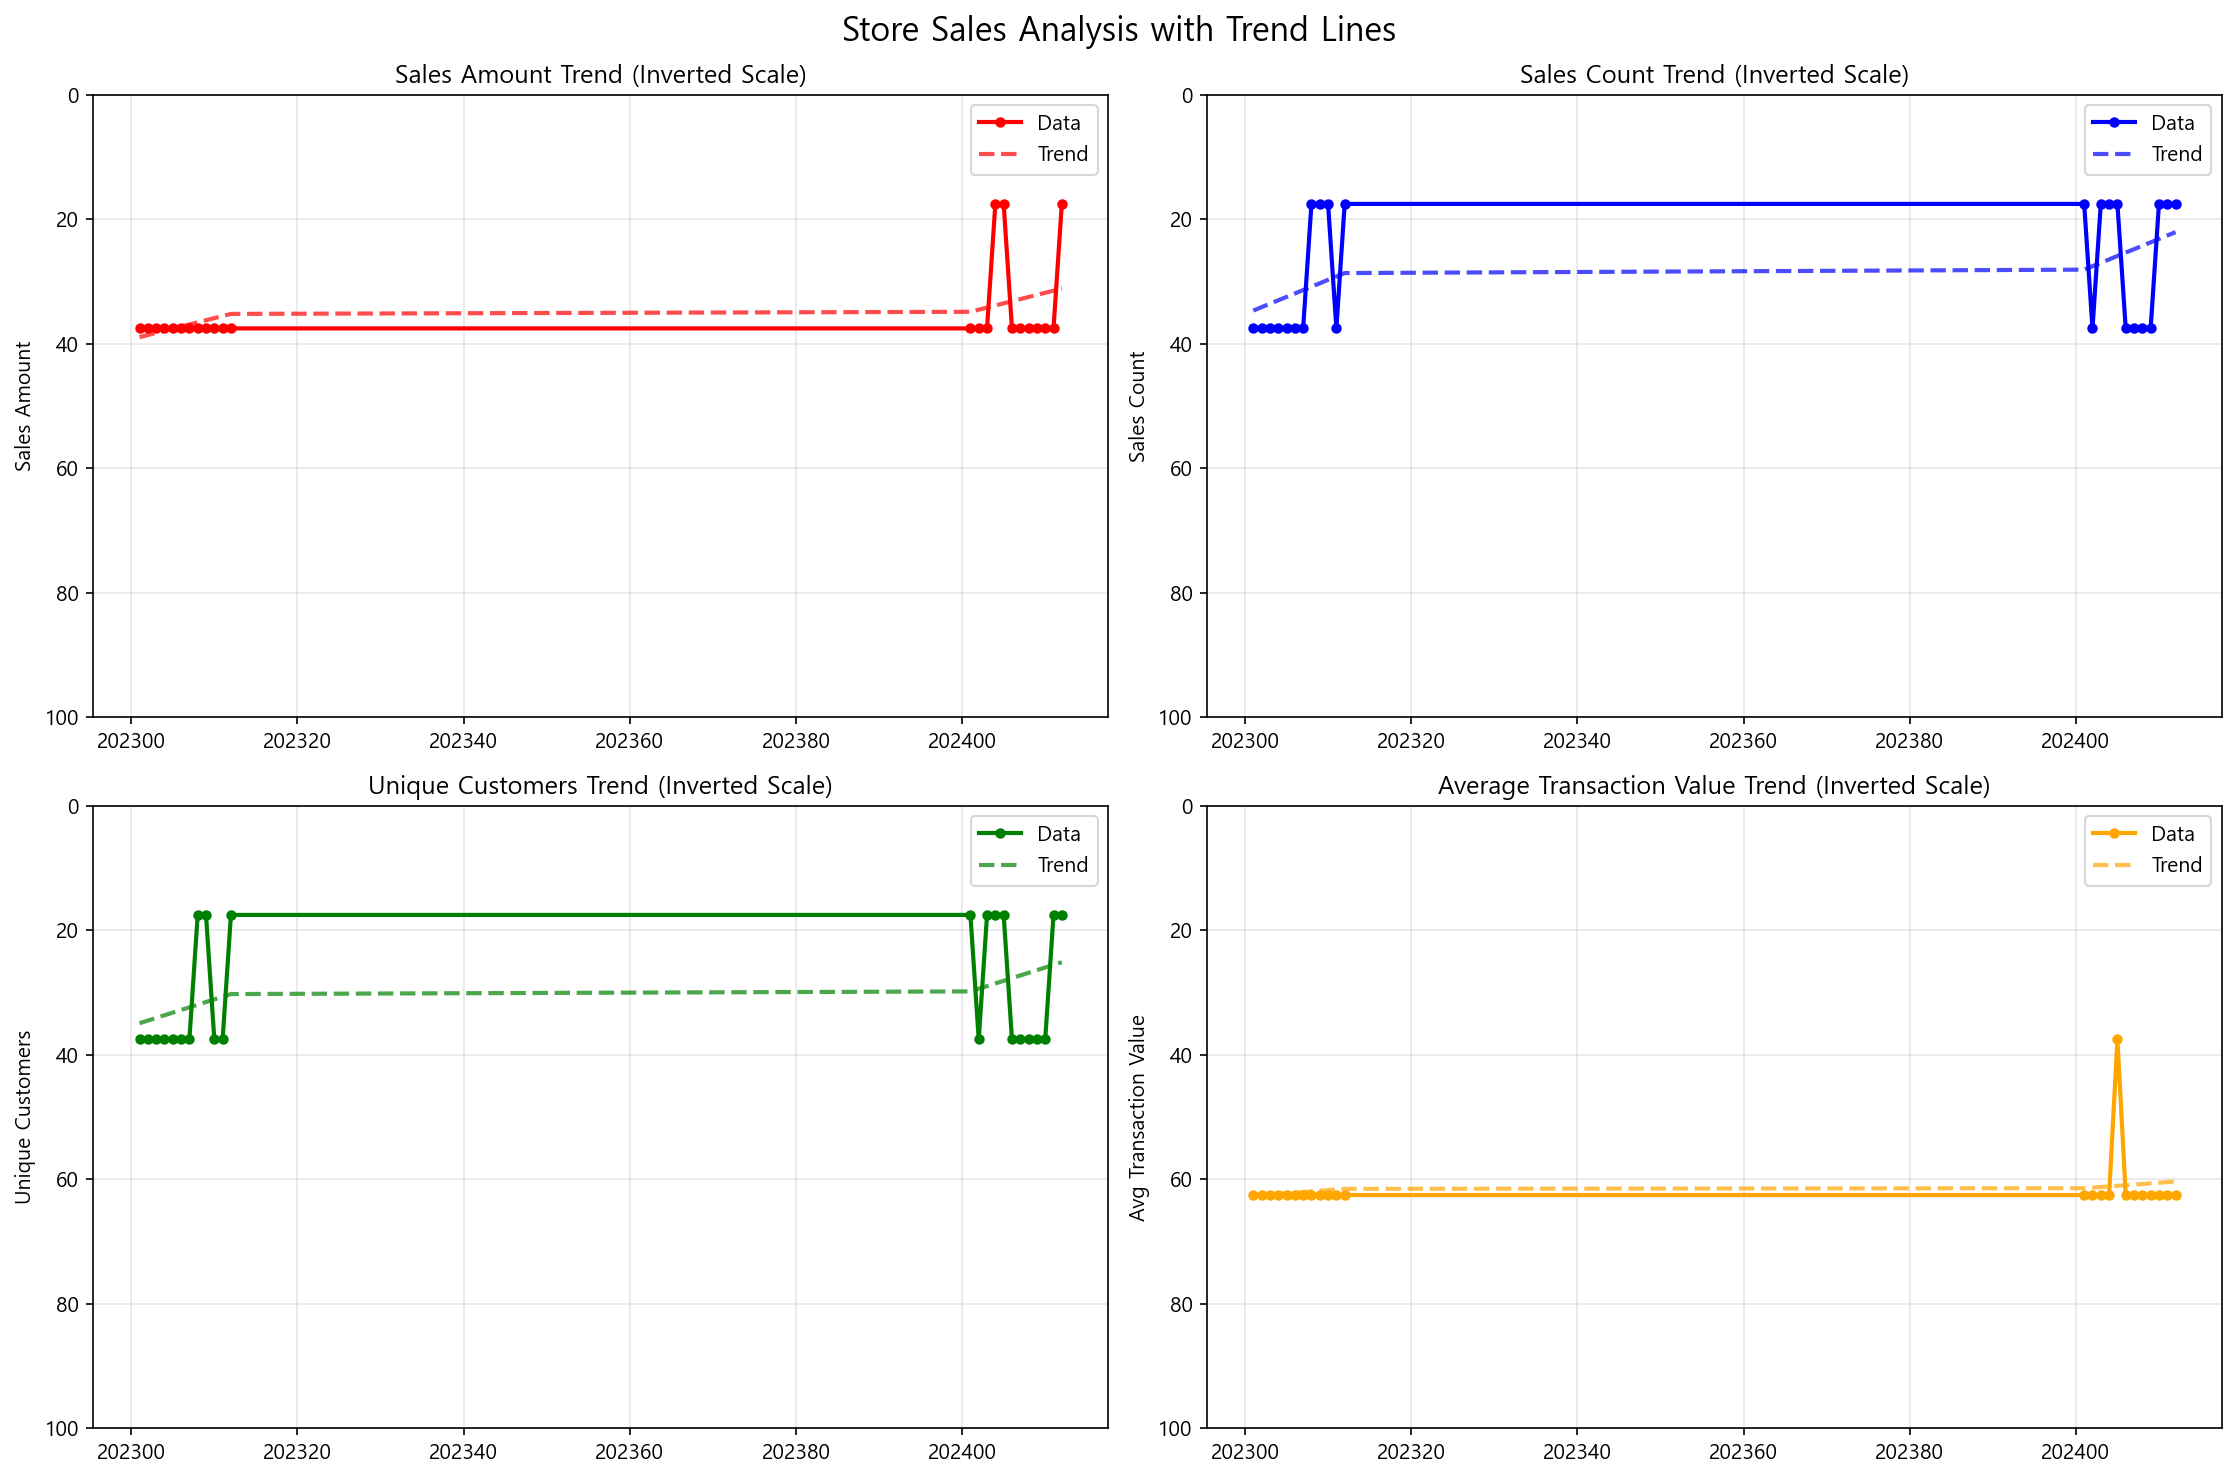 Store Sales Analysis with Trend Lines
Sales Amount Trend (Inverted Scale)
0
20
40
60
80
100
Sales Amount
202300 202320 202340 202360 202380 202400
Data
Trend
Sales Count Trend (Inverted Scale)
0
20
40
60
80
100
Sales Count
202300 202320 202340 202360 202380 202400
Data
Trend
Unique Customers Trend (Inverted Scale)
0
20
40
60
80
100
Unique Customers
202300 202320 202340 202360 202380 202400
Data
Trend
Average Transaction Value Trend (Inverted Scale)
0
20
40
60
80
100
Avg Transaction Value
202300 202320 202340 202360 202380 202400
Data
Trend